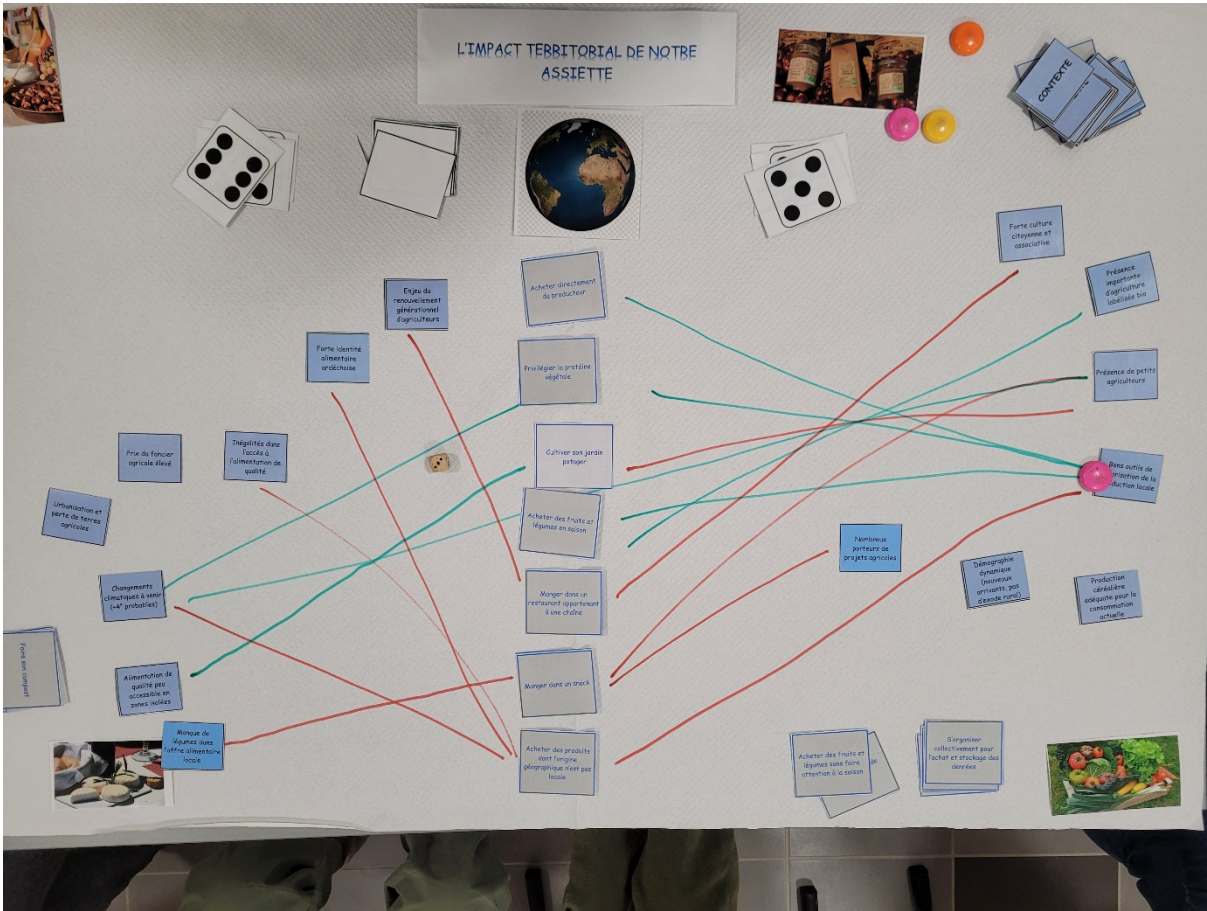 L'IMPACT TERRITORIAL DE NOTRE
ASSIETTE
CONTEXTE
Forte culture
citoyenne et
associative
Présence
importante
d'agriculture
labélisée bio
Présence de petits
agriculteurs
Bons outils de
production locale
Nombreux
porteurs de
projets agricoles
Démographie
dynamique
(nouveaux
arrivants, pas
d'exode rural)
Production
céréalière
adéquate pour la
consommation
actuelle
Enjeu du
renouvellement
générationnel
d'agriculteurs
Forte identité
alimentaire
ardéchoise
Inégalités dans
l'accès à
l'alimentation de
qualité
Prix du foncier
agricole élevé
Urbanisation et
perte de terres
agricoles
Changements
climatiques à venir
(+4° probables)
Alimentation de
qualité peu
accessible en
zones isolées
Manque de
légumes dans
l'offre alimentaire
locale
Faire son compost
Acheter directement
du producteur
Privilégier la protéine
végétale
Cultiver son jardin
potager
Acheter des fruits et
légumes en saison
Manger dans un
restaurant appartenant
à une chaîne
Manger dans un snack
Acheter des produits
dont l'origine
géographique n'est pas
locale
Acheter des fruits et
légumes sans faire
attention à la saison
S'organiser
collectivement pour
l'achat et stockage des
denrées